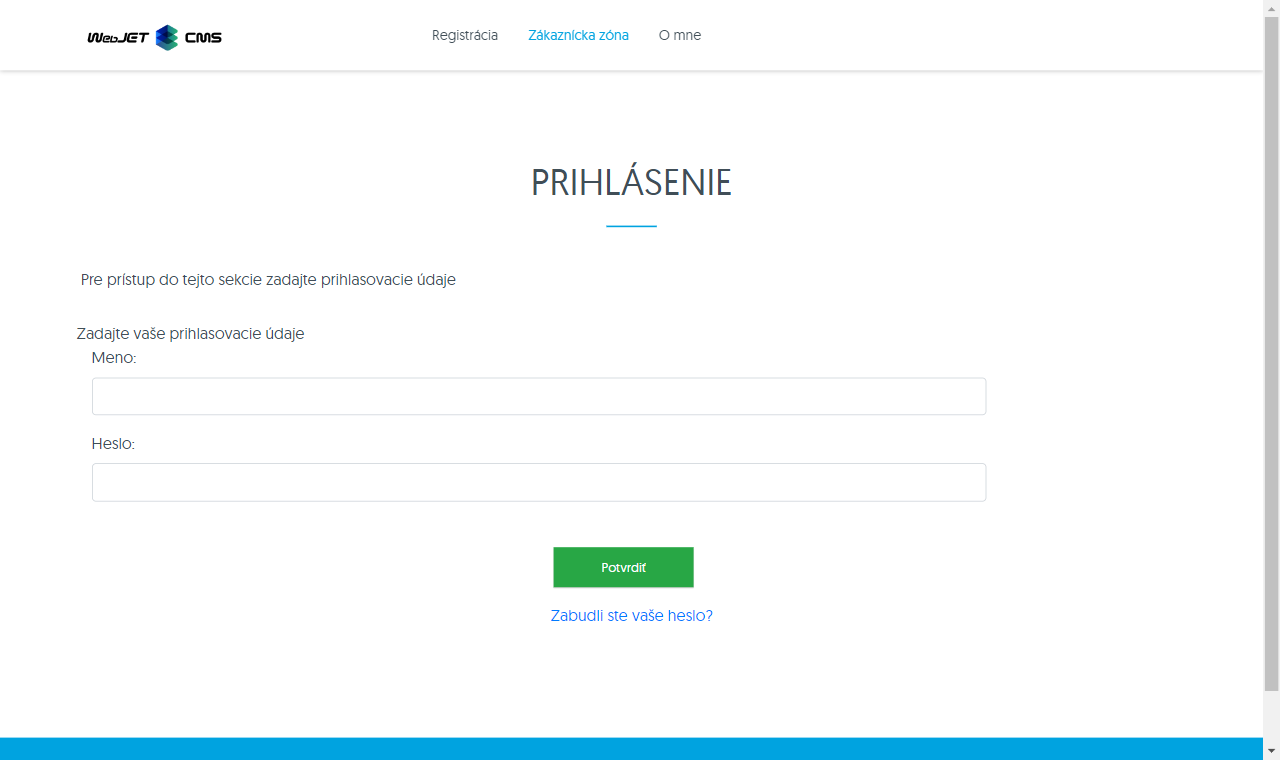 WebJET CMS
Registrácia Zákaznícka zóna O mne
PRIHLÁSENIE
Pre prístup do tejto sekcie zadajte prihlasovacie údaje
Zadajte vaše prihlasovacie údaje
Meno:
Heslo:
Potvrdiť
Zabudli ste vaše heslo?